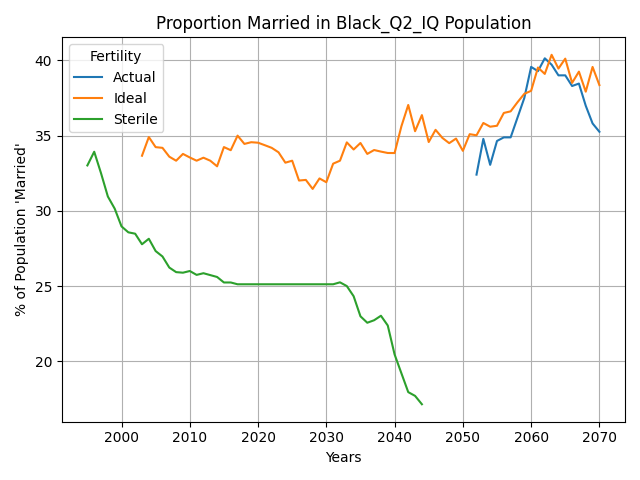 Proportion Married in Black_Q2_IQ Population
Fertility
Actual
Ideal
Sterile
% of Population 'Married'
40
35
30
25
20
2000 2010 2020 2030 2040 2050 2060 2070
Years